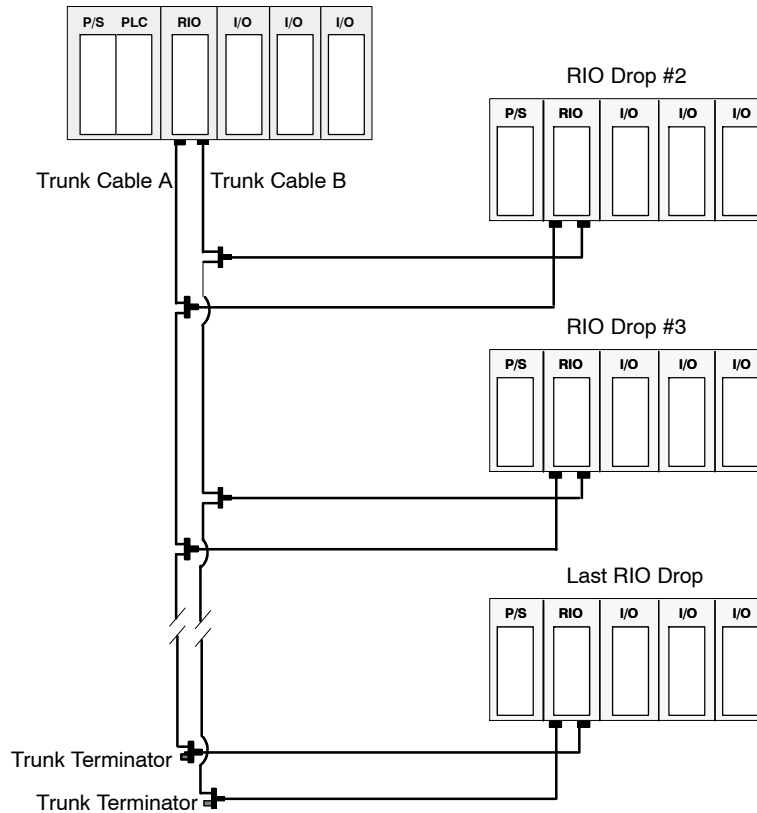 P/S PLC RIO I/O I/O I/O
RIO Drop #2
P/S RIO I/O I/O I/O
Trunk Cable A
Trunk Cable B
RIO Drop #3
P/S RIO I/O I/O I/O
Last RIO Drop
P/S RIO I/O I/O I/O
Trunk Terminator
Trunk Terminator